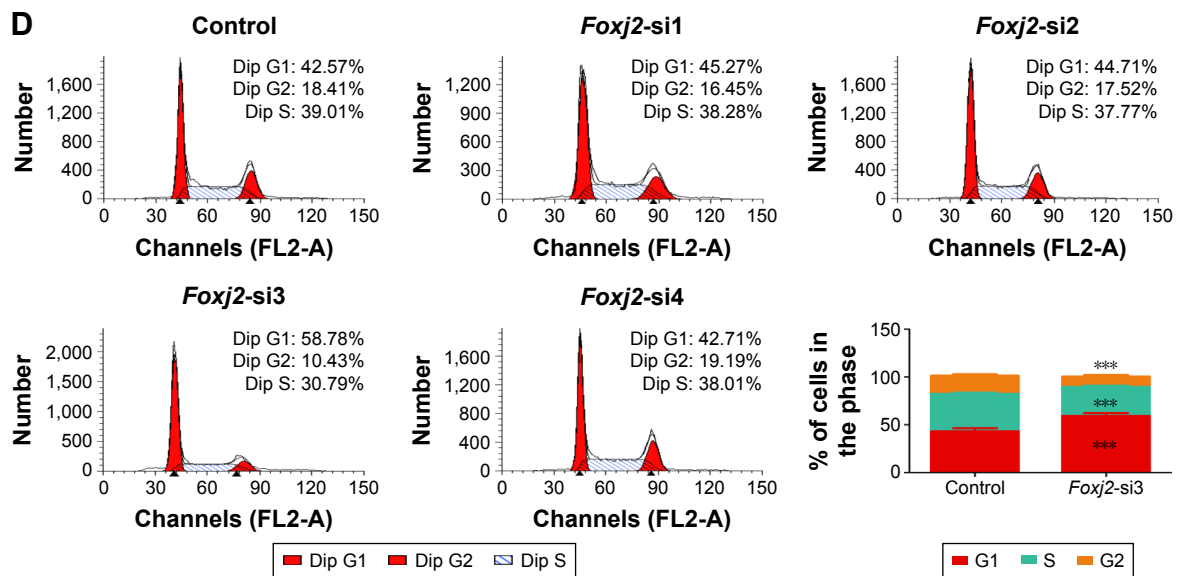 D
Control
Dip G1: 42.57%
Dip G2: 18.41%
Dip S: 39.01%
Number
1,600
1,200
800
400
0
0 30 60 90 120 150
Channels (FL2-A)
Foxj2-si1
Dip G1: 45.27%
Dip G2: 16.45%
Dip S: 38.28%
Number
1,200
900
600
300
0
0 30 60 90 120 150
Channels (FL2-A)
Foxj2-si2
Dip G1: 44.71%
Dip G2: 17.52%
Dip S: 37.77%
Number
1,600
1,200
800
400
0
0 30 60 90 120 150
Channels (FL2-A)
Foxj2-si3
Dip G1: 58.78%
Dip G2: 10.43%
Dip S: 30.79%
Number
2,000
1,500
1,000
500
0
0 30 60 90 120 150
Channels (FL2-A)
Foxj2-si4
Dip G1: 42.71%
Dip G2: 19.19%
Dip S: 38.01%
Number
1,600
1,200
800
400
0
0 30 60 90 120 150
Channels (FL2-A)
% of cells in
the phase
150
100
50
0
***
***
***
Control Foxj2-si3
Dip G1 Dip G2 Dip S
G1 S G2